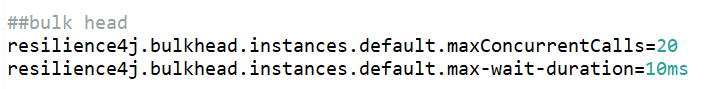 ##bulk head
resilience4j.bulkhead.instances.default.maxConcurrentCalls=20
resilience4j.bulkhead.instances.default.max-wait-duration=10ms